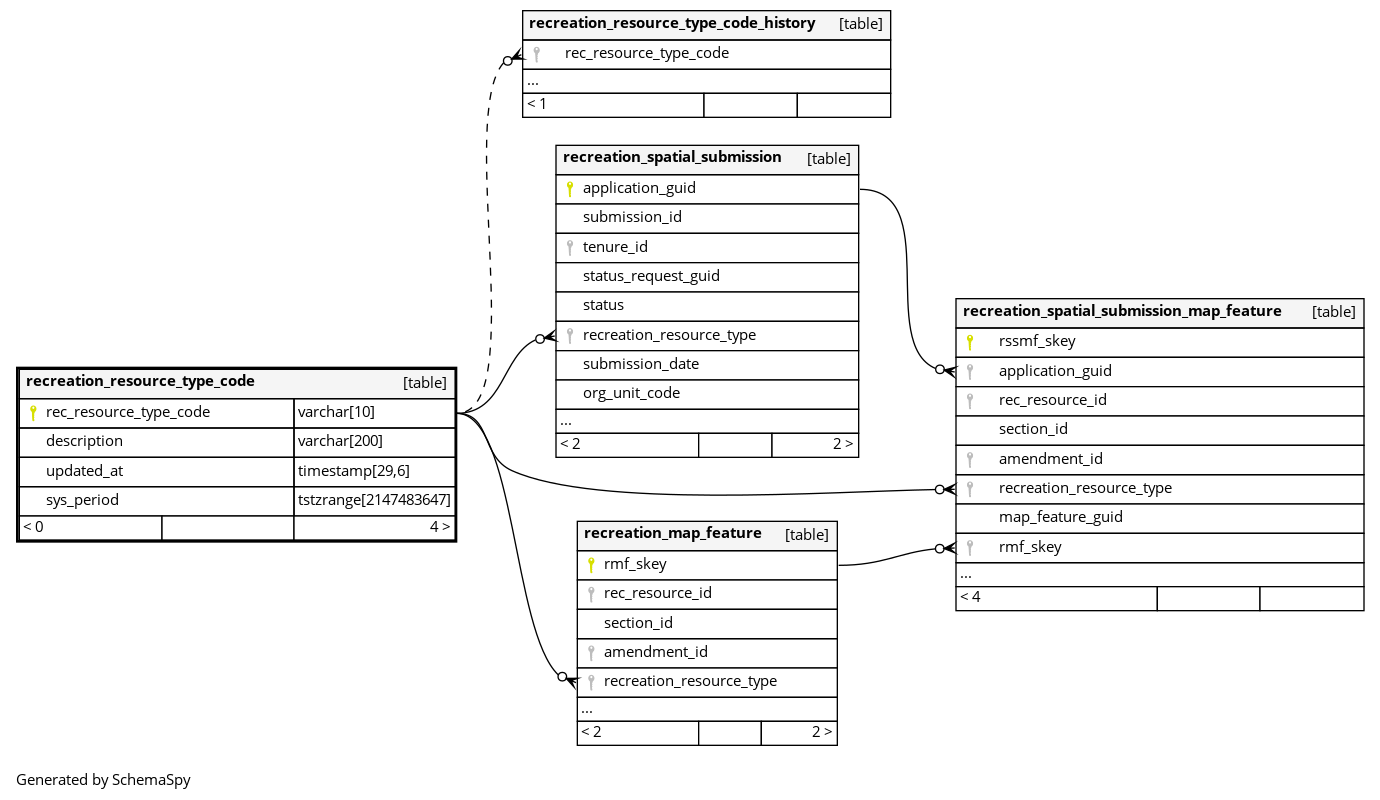 recreation_resource_type_code_history [table]
rec_resource_type_code
...
< 1
recreation_spatial_submission [table]
application_guid
submission_id
tenure_id
status_request_guid
status
recreation_resource_type
submission_date
org_unit_code
...
< 2 2 >
recreation_spatial_submission_map_feature [table]
rssmf_skey
application_guid
rec_resource_id
section_id
amendment_id
recreation_resource_type
map_feature_guid
rmf_skey
...
< 4
recreation_resource_type_code [table]
rec_resource_type_code varchar[10]
description varchar[200]
updated_at timestamp[29,6]
sys_period tstzrange[2147483647]
< 0 4 >
recreation_map_feature [table]
rmf_skey
rec_resource_id
section_id
amendment_id
recreation_resource_type
...
< 2 2 >
Generated by SchemaSpy